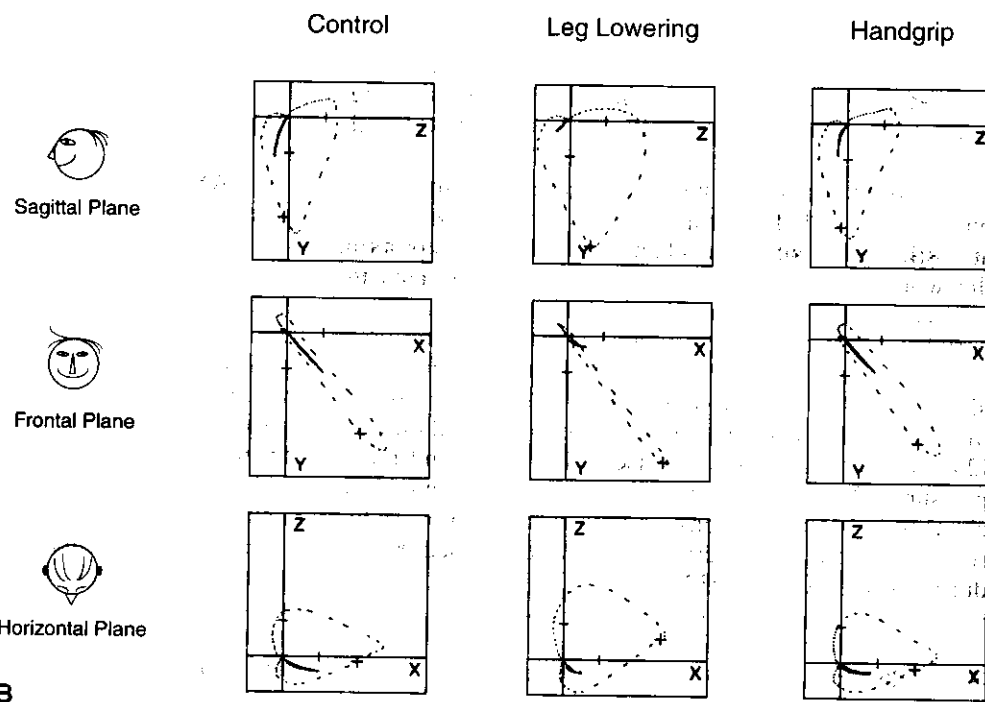 Control Leg Lowering Handgrip
Z Z Z
Sagittal Plane
Y Y Y
X X X
Frontal Plane
Y Y Y
Z Z Z
Horizontal Plane
X X X
B